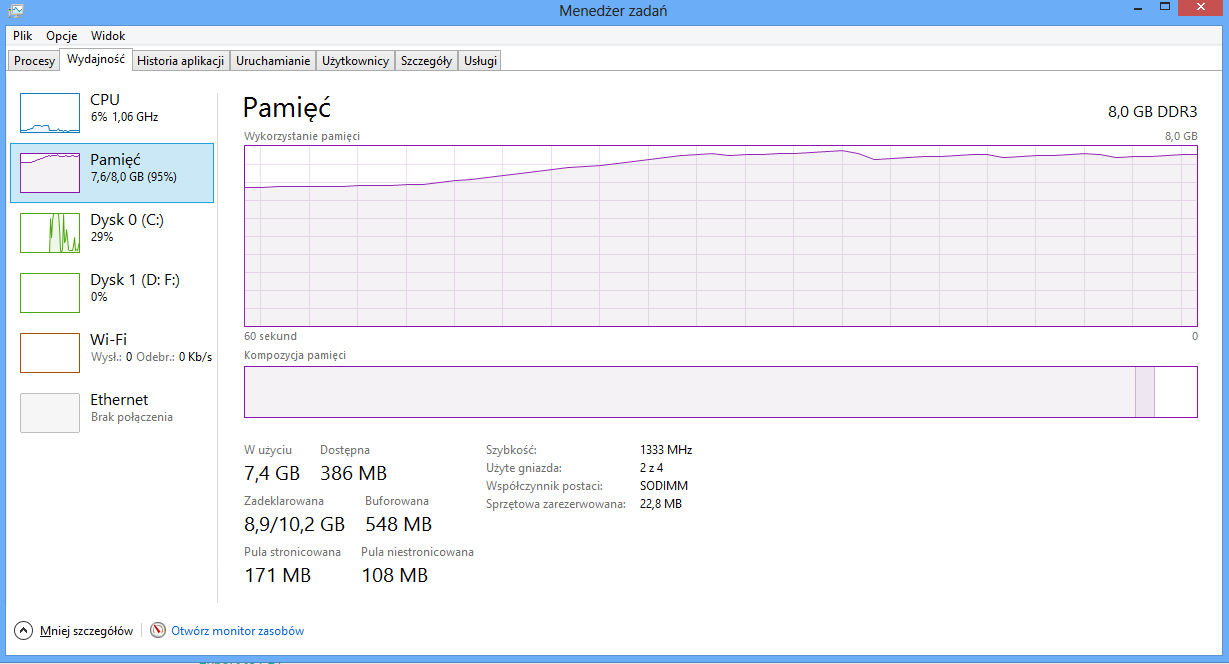 Menedżer zadań
Plik Opcje Widok
Procesy Wydajność Historia aplikacji Uruchamianie Użytkownicy Szczegóły Usługi
CPU
6% 1,06 GHz
Pamięć
7,6/8,0 GB (95%)
Dysk 0 (C:)
29%
Dysk 1 (D: F:)
0%
Wi-Fi
Wysł.: 0 Odebr.: 0 Kb/s
Ethernet
Brak połączenia
Pamięć 8,0 GB DDR3
Wykorzystanie pamięci 8,0 GB
60 sekund 0
Kompozycja pamięci
W użyciu Dostępna
7,4 GB 386 MB
Zadeklarowana Buforowana
8,9/10,2 GB 548 MB
Pula stronicowana Pula niestronicowana
171 MB 108 MB
Szybkość: 1333 MHz
Użyte gniazda: 2 z 4
Współczynnik postaci: SODIMM
Sprzętowa zarezerwowana: 22,8 MB
Mniej szczegółów Otwórz monitor zasobów